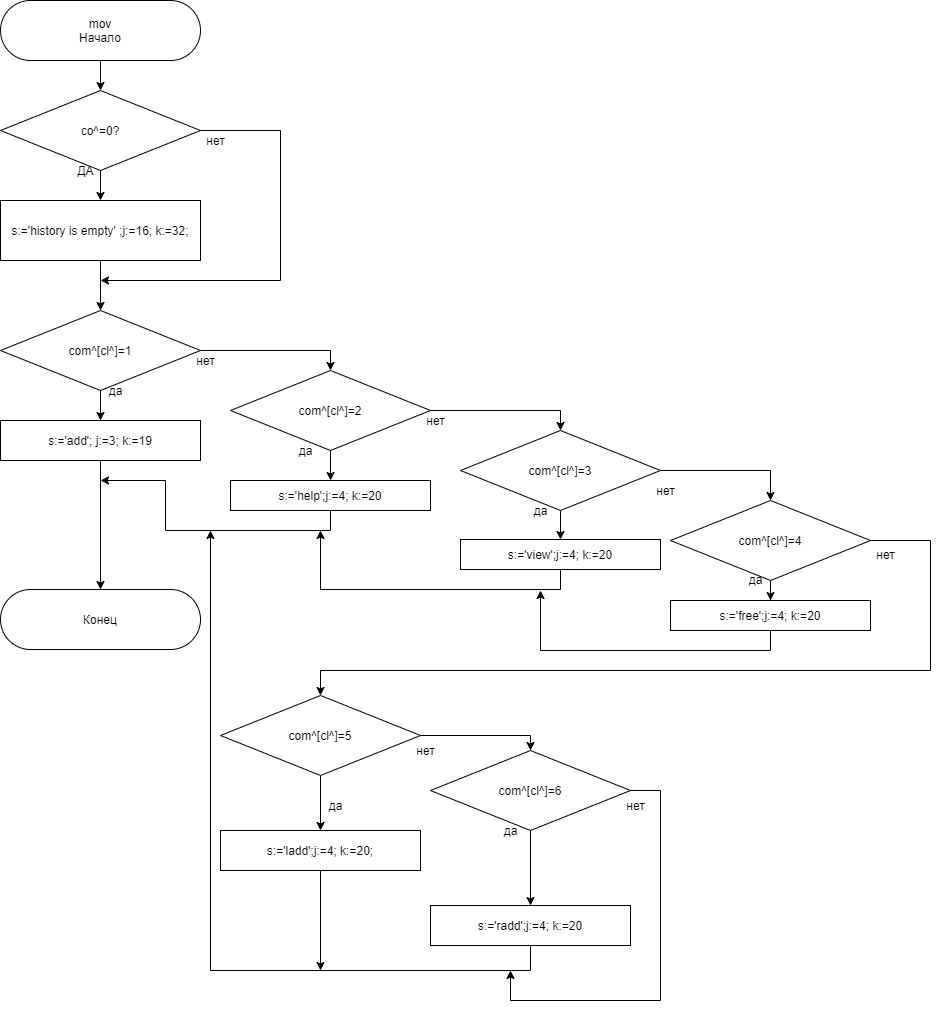 mov
Начало
co^=0?
нет
ДА
s:='history is empty' ;j:=16; k:=32;
com^[cl^]=1
нет
да
s:='add'; j:=3; k:=19
com^[cl^]=2
нет
да
s:='help';j:=4; k:=20
com^[cl^]=3
нет
да
s:='view';j:=4; k:=20
com^[cl^]=4
нет
да
s:='free';j:=4; k:=20
Конец
com^[cl^]=5
нет
да
s:='ladd';j:=4; k:=20;
com^[cl^]=6
нет
да
s:='radd';j:=4; k:=20